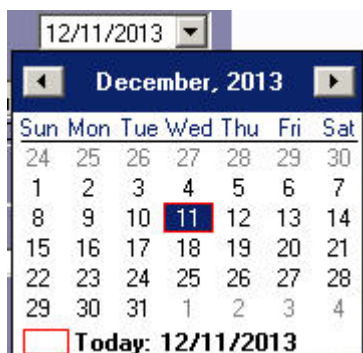 12/11/2013
December, 2013
Sun Mon Tue Wed Thu Fri Sat
24 25 26 27 28 29 30
1 2 3 4 5 6 7
8 9 10 11 12 13 14
15 16 17 18 19 20 21
22 23 24 25 26 27 28
29 30 31 1 2 3 4
Today: 12/11/2013